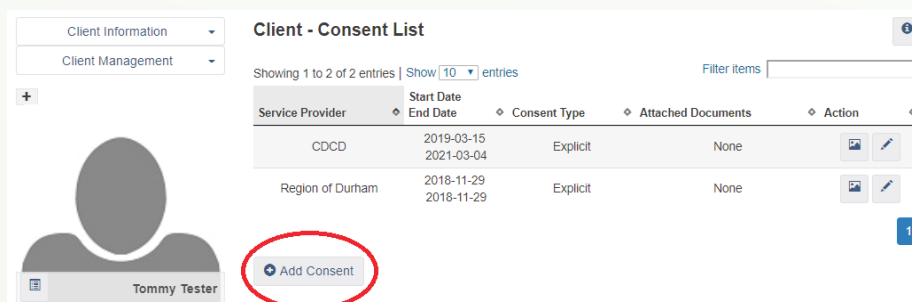 Client Information
Client Management
+
Tommy Tester
Client - Consent List
Showing 1 to 2 of 2 entries | Show 10 entries
Filter items
Service Provider Start Date End Date Consent Type Attached Documents Action
CDCD 2019-03-15 2021-03-04 Explicit None
Region of Durham 2018-11-29 2018-11-29 Explicit None
1
Add Consent